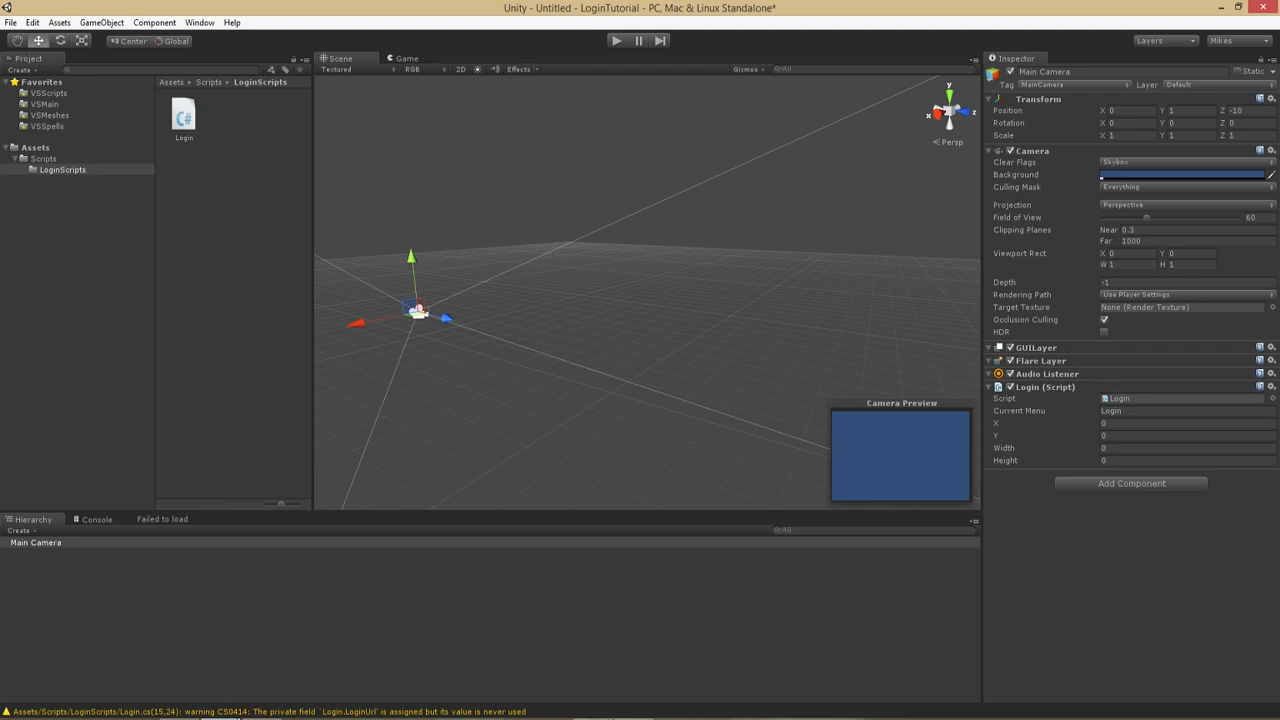 Unity - Untitled - LoginTutorial - PC, Mac & Linux Standalone*
File Edit Assets GameObject Component Window Help
Center Global Layers Mikes
Project
Create
Favorites
VSScripts
VSMain
VSMeshes
VSSpells
Assets
Scripts
LoginScripts
Assets Scripts LoginScripts
C#
Login
Scene Game
Textured RGB 2D Effects Gizmos All
y
x z
Persp
Camera Preview
Inspector
Main Camera Static
Tag MainCamera Layer Default
Transform
Position X 0 Y 1 Z -10
Rotation X 0 Y 0 Z 0
Scale X 1 Y 1 Z 1
Camera
Clear Flags Skybox
Background
Culling Mask Everything
Projection Perspective
Field of View 60
Clipping Planes Near 0.3
Far 1000
Viewport Rect X 0 Y 0
W 1 H 1
Depth -1
Rendering Path Use Player Settings
Target Texture None (Render Texture)
Occlusion Culling
HDR
GUILayer
Flare Layer
Audio Listener
Login (Script)
Script Login
Current Menu Login
X 0
Y 0
Width 0
Height 0
Add Component
Hierarchy Console Failed to load
Create All
Main Camera
Assets/Scripts/LoginScripts/Login.cs(15,24): warning CS0414: The private field `Login.LoginUrl' is assigned but its value is never used